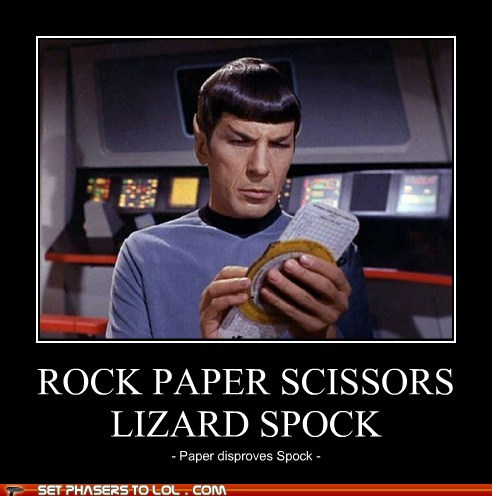 ROCK PAPER SCISSORS
LIZARD SPOCK
- Paper disproves Spock -
SET PHASERS TO LOL . COM